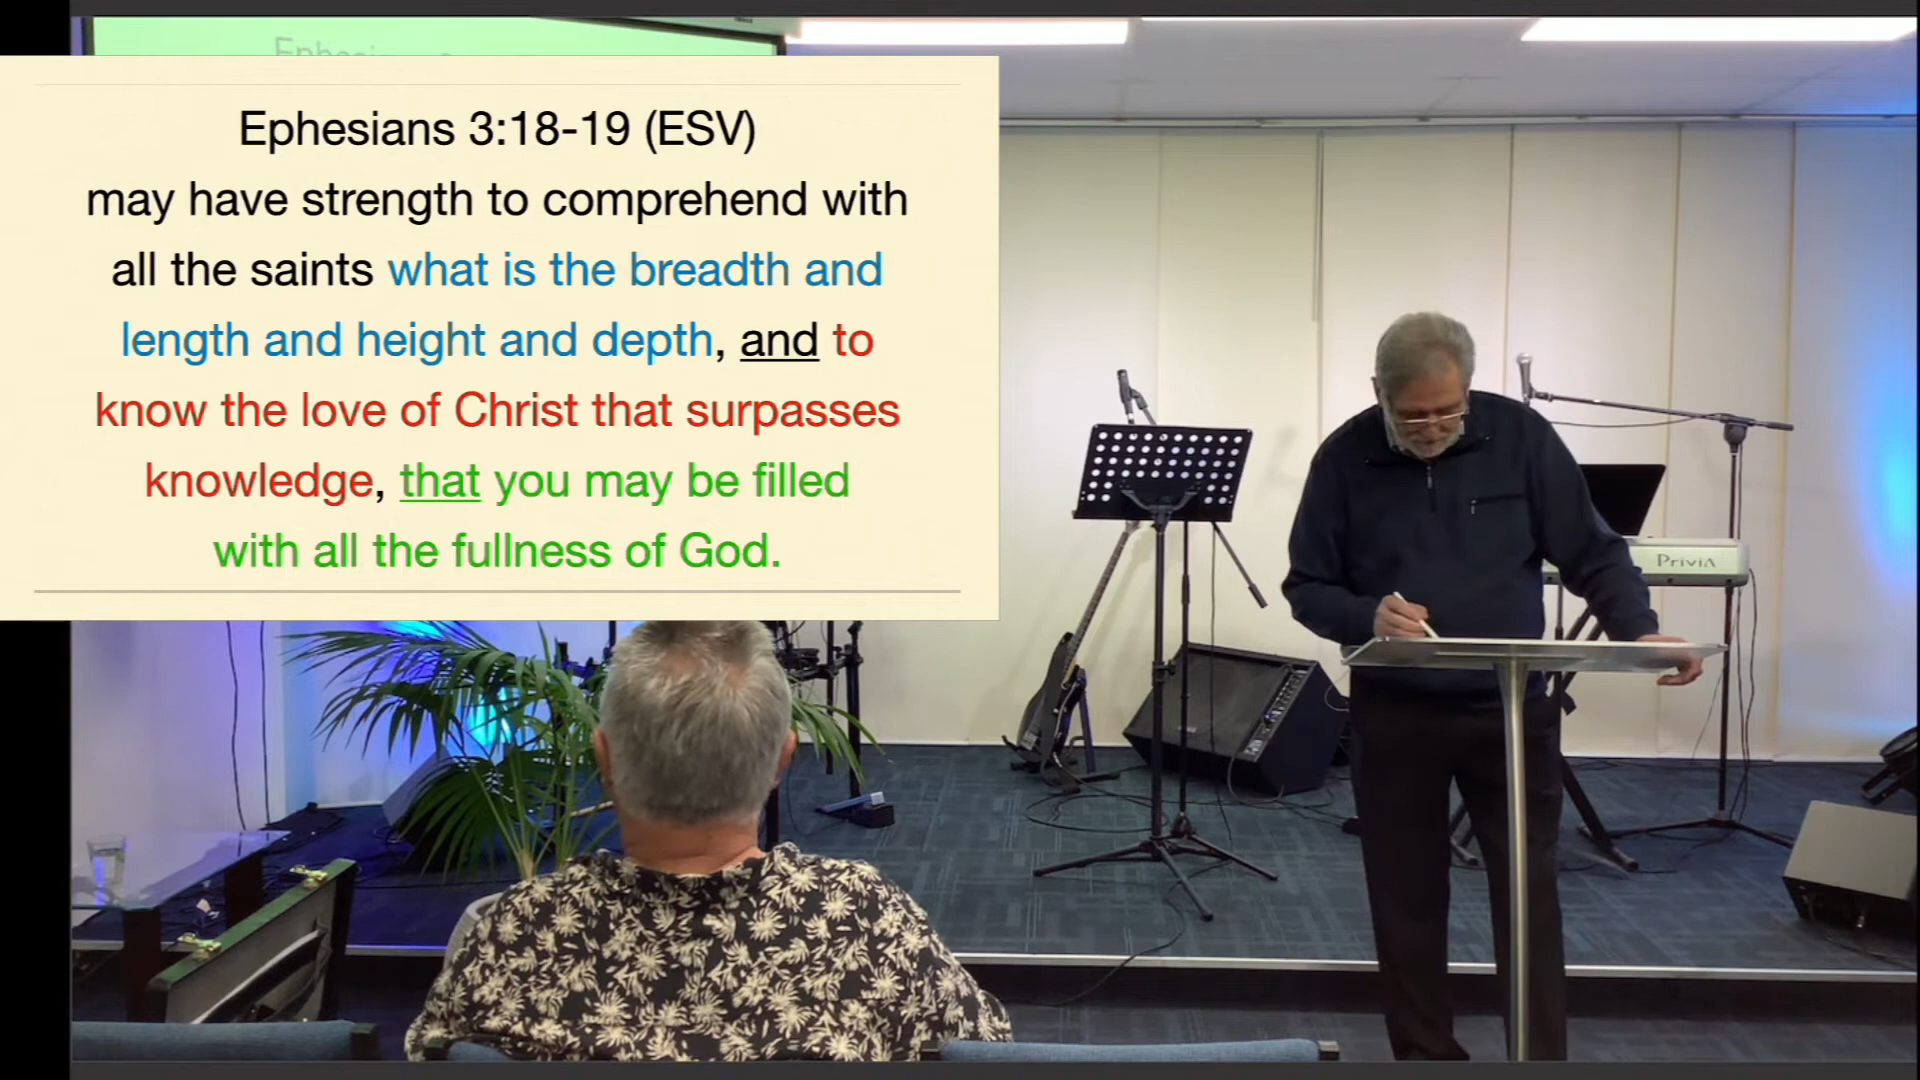 Ephesians 3:18-19 (ESV)
may have strength to comprehend with
all the saints what is the breadth and
length and height and depth, and to
know the love of Christ that surpasses
knowledge, that you may be filled
with all the fullness of God.
PriviA